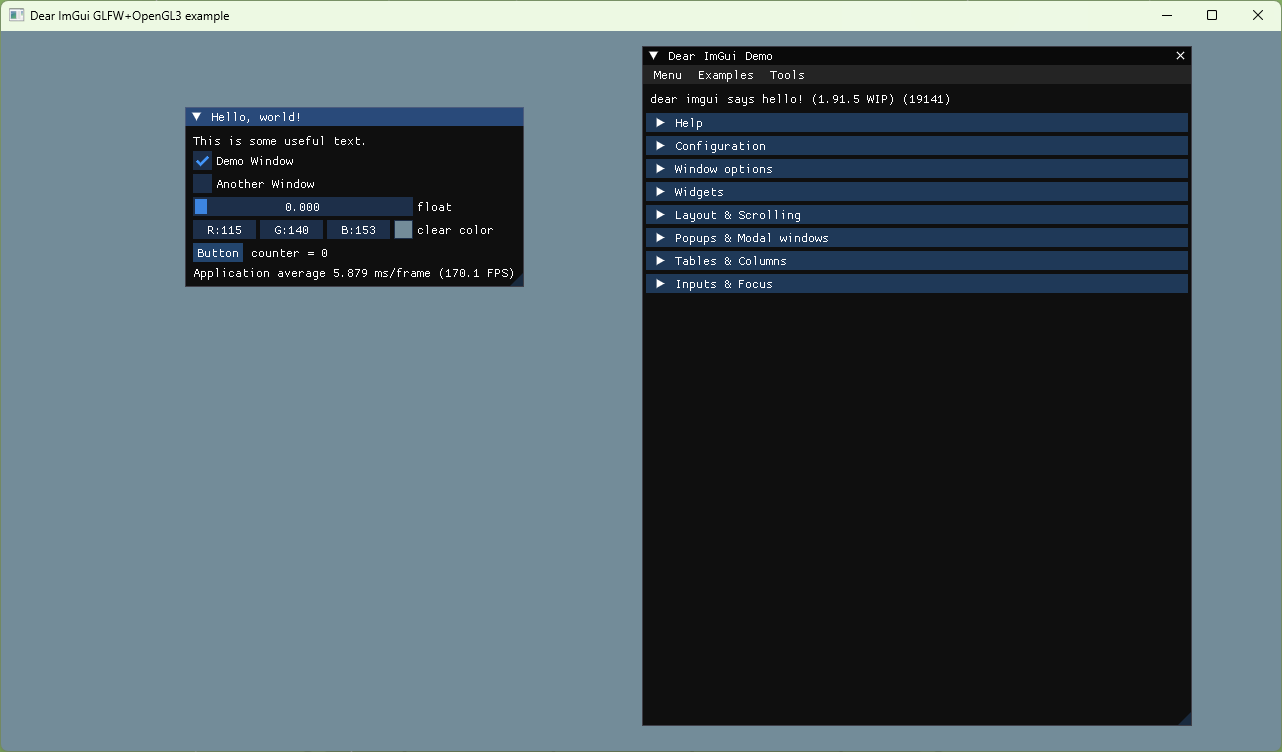 Dear ImGui GLFW+OpenGL3 example
Hello, world!
This is some useful text.
Demo Window
Another Window
0.000 float
R:115 G:140 B:153 clear color
Button counter = 0
Application average 5.879 ms/frame (170.1 FPS)
Dear ImGui Demo
Menu Examples Tools
dear imgui says hello! (1.91.5 WIP) (19141)
Help
Configuration
Window options
Widgets
Layout & Scrolling
Popups & Modal windows
Tables & Columns
Inputs & Focus